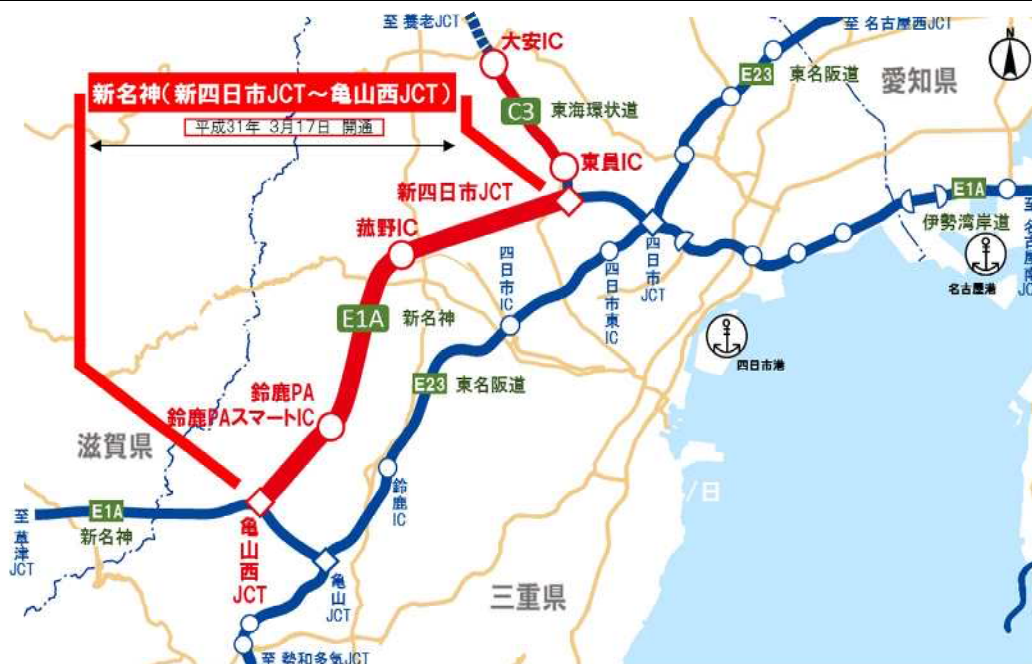 至 養老JCT
至 名古屋西JCT
大安IC
N
E23
東名阪道
愛知県
新名神(新四日市JCT～亀山西JCT)
平成31年 3月17日 開通
C3
東海環状道
東員IC
新四日市JCT
E1A
伊勢湾岸道
至 名古屋南JCT
名古屋港
菰野IC
四日市JCT
四日市東IC
四日市IC
E1A
新名神
四日市港
E23
東名阪道
鈴鹿PA
鈴鹿PAスマートIC
滋賀県
鈴鹿IC
E1A
新名神
至 草津JCT
亀山西JCT
亀山JCT
三重県
至 勢和多気JCT